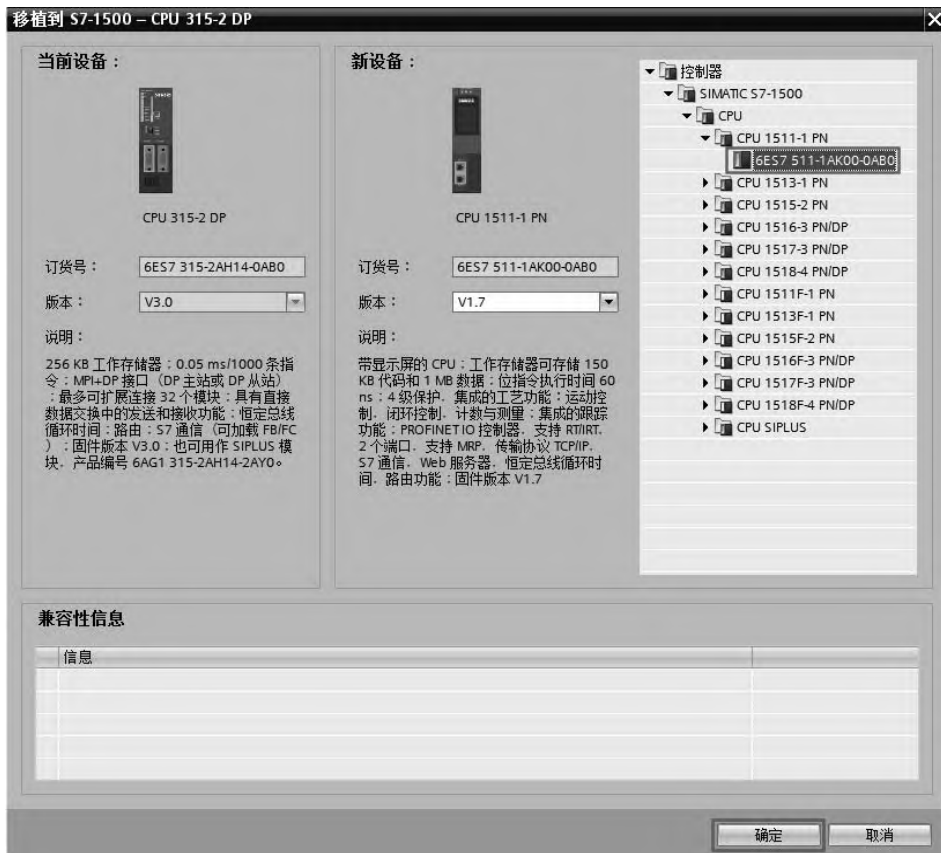 移植到 S7-1500 – CPU 315-2 DP
当前设备：
CPU 315-2 DP
订货号：
6ES7 315-2AH14-0AB0
版本：
V3.0
说明：
256 KB 工作存储器：0.05 ms/1000 条指
令：MPI+DP 接口（DP 主站或 DP 从站）
：最多可扩展连接 32 个模块：具有直接
数据交换中的发送和接收功能：恒定总线
循环时间：路由：S7 通信（可加载 FB/FC
）：固件版本 V3.0：也可用作 SIPLUS 模
块. 产品编号 6AG1 315-2AH14-2AY0。
新设备：
CPU 1511-1 PN
订货号：
6ES7 511-1AK00-0AB0
版本：
V1.7
说明：
带显示屏的 CPU：工作存储器可存储 150
KB 代码和 1 MB 数据：位指令执行时间 60
ns：4 级保护. 集成的工艺功能：运动控
制. 闭环控制. 计数与测量：集成的跟踪
功能：PROFINET IO 控制器. 支持 RT/IRT.
2 个端口. 支持 MRP. 传输协议 TCP/IP.
S7 通信. Web 服务器. 恒定总线循环时
间. 路由功能：固件版本 V1.7
控制器
SIMATIC S7-1500
CPU
CPU 1511-1 PN
6ES7 511-1AK00-0AB0
CPU 1513-1 PN
CPU 1515-2 PN
CPU 1516-3 PN/DP
CPU 1517-3 PN/DP
CPU 1518-4 PN/DP
CPU 1511F-1 PN
CPU 1513F-1 PN
CPU 1515F-2 PN
CPU 1516F-3 PN/DP
CPU 1517F-3 PN/DP
CPU 1518F-4 PN/DP
CPU SIPLUS
兼容性信息
信息
确定
取消